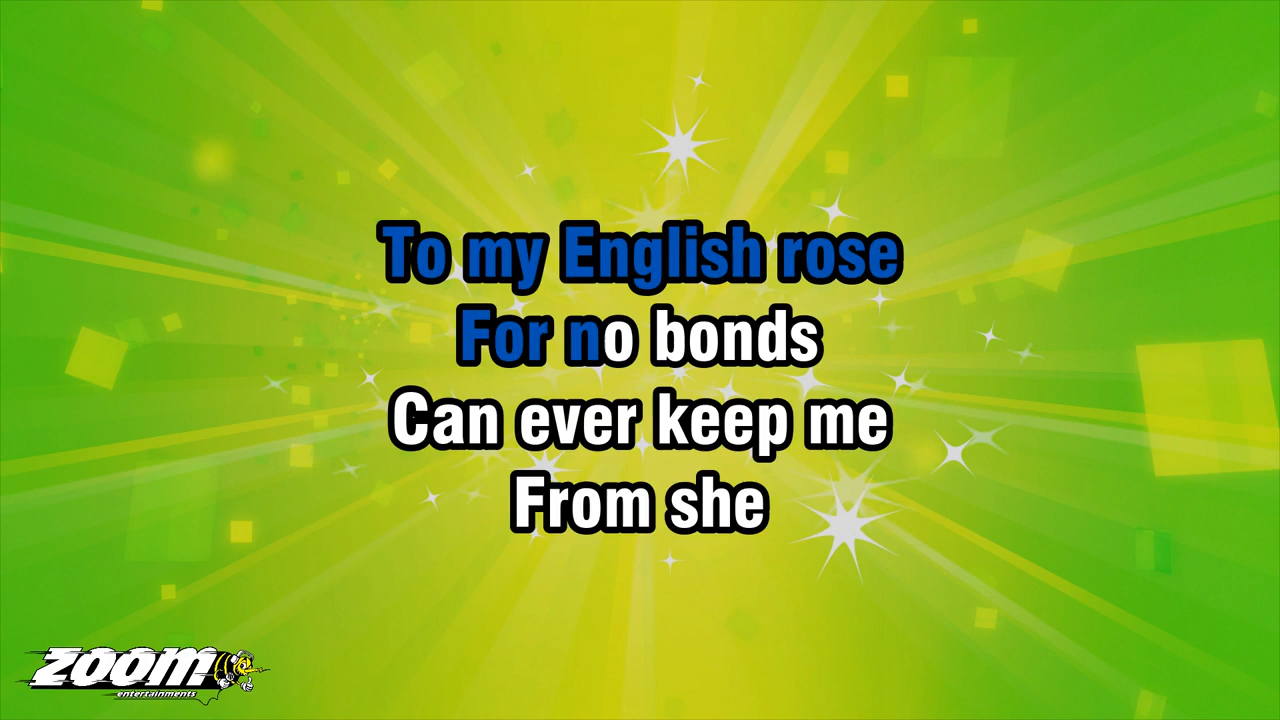 To my English rose
For no bonds
Can ever keep me
From she
zoom
entertainments